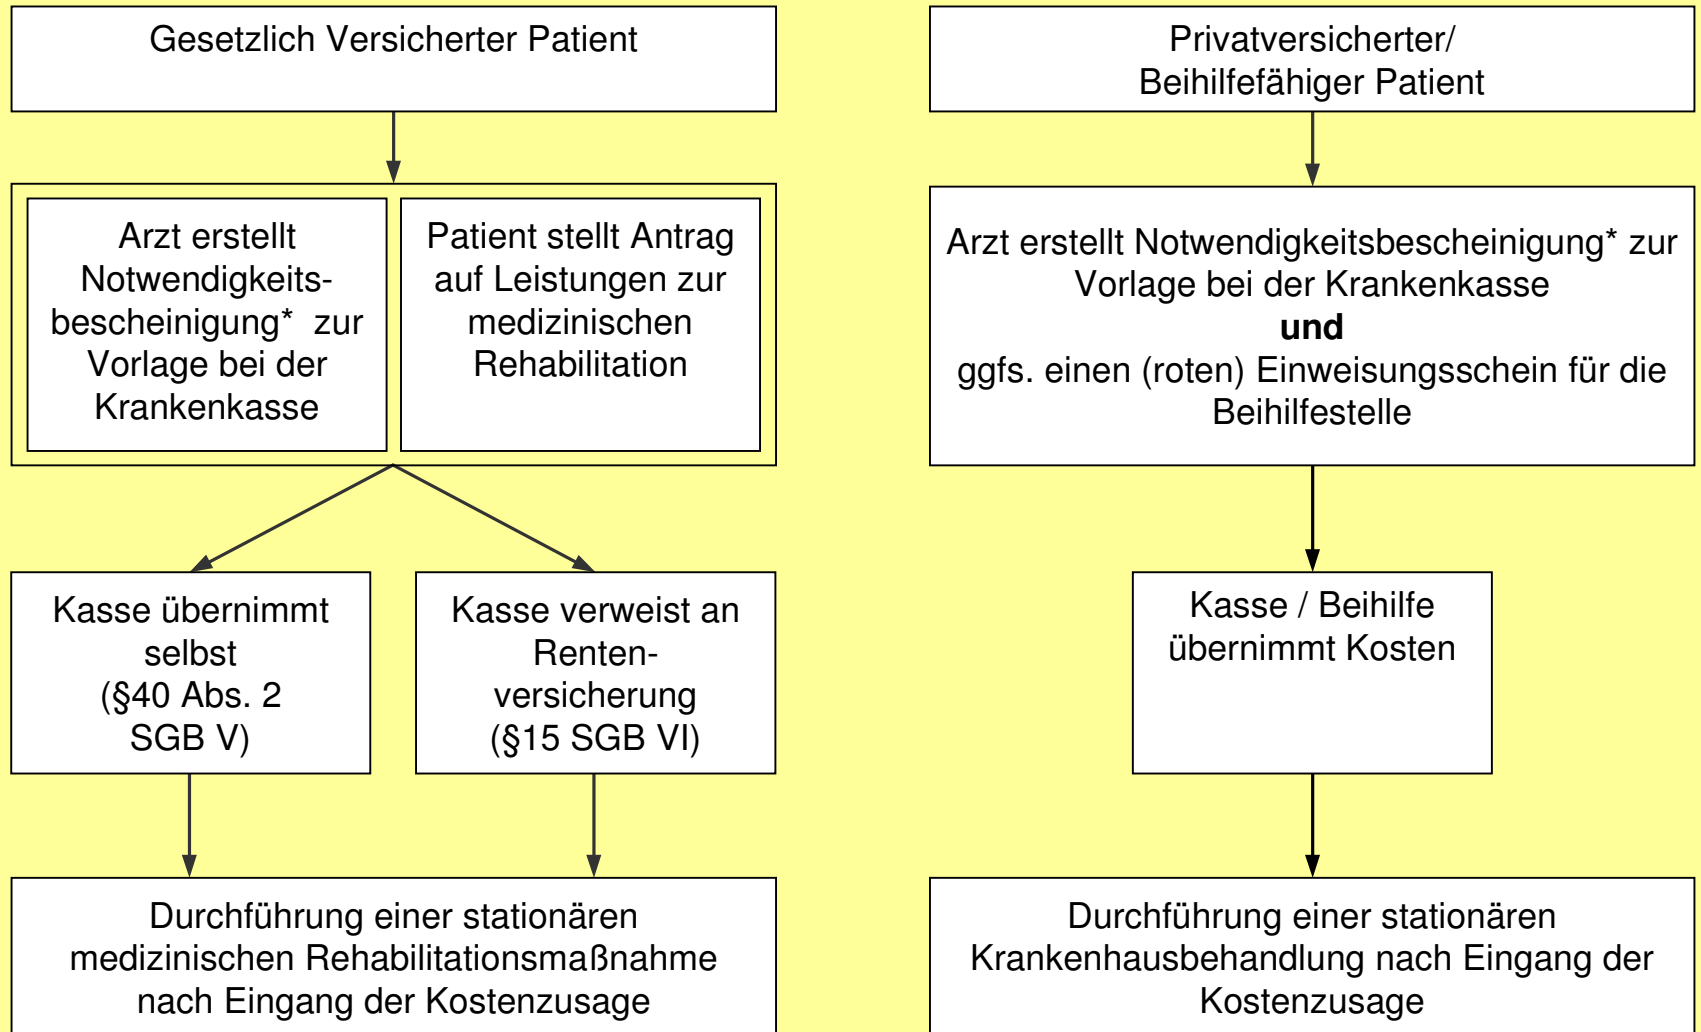 Gesetzlich Versicherter Patient
Privatversicherter/
Beihilfefähiger Patient
Arzt erstellt
Notwendigkeits-
bescheinigung* zur
Vorlage bei der
Krankenkasse
Patient stellt Antrag
auf Leistungen zur
medizinischen
Rehabilitation
Arzt erstellt Notwendigkeitsbescheinigung* zur
Vorlage bei der Krankenkasse
und
ggfs. einen (roten) Einweisungsschein für die
Beihilfestelle
Kasse übernimmt
selbst
(§40 Abs. 2
SGB V)
Kasse verweist an
Renten-
versicherung
(§15 SGB VI)
Kasse / Beihilfe
übernimmt Kosten
Durchführung einer stationären
medizinischen Rehabilitationsmaßnahme
nach Eingang der Kostenzusage
Durchführung einer stationären
Krankenhausbehandlung nach Eingang der
Kostenzusage